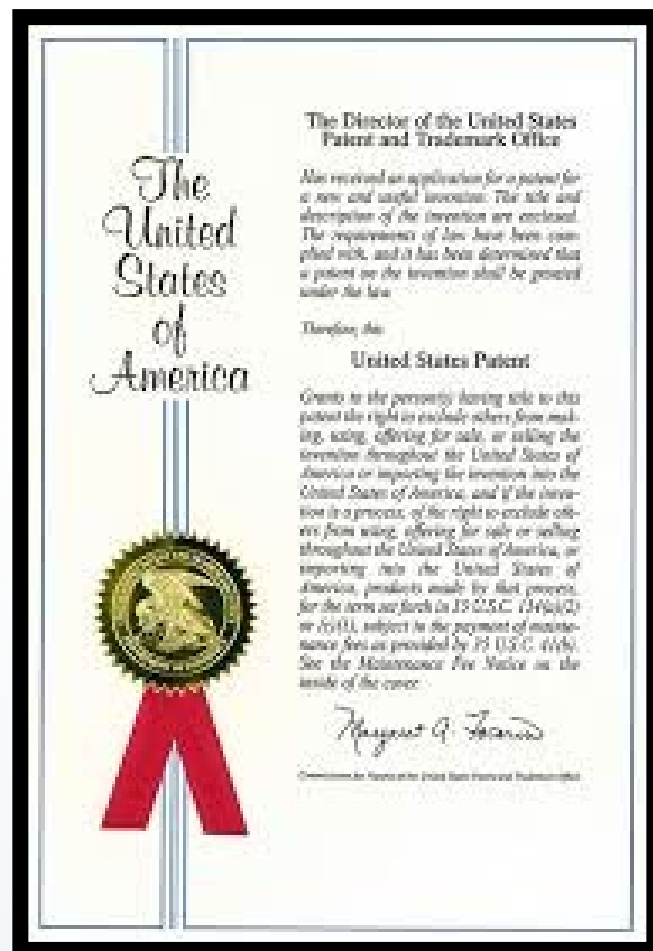 The
United
States
of
America
The Director of the United States
Patent and Trademark Office
Has received an application for a patent for
a new and useful invention. The title and
description of the invention are enclosed.
The requirements of law have been com-
plied with, and it has been determined that
a patent on the invention shall be granted
under the law.
Therefore, this
United States Patent
Grants to the person(s) having title to this
patent the right to exclude others from mak-
ing, using, offering for sale, or selling the
invention throughout the United States of
America or importing the invention into the
United States of America, and if the inven-
tion is a process, of the right to exclude oth-
ers from using, offering for sale or selling
throughout the United States of America, or
importing into the United States of
America, products made by that process,
for the term set forth in 35 U.S.C. 154(a)(2)
or (c)(1), subject to the payment of mainte-
nance fees as provided by 35 U.S.C. 41(b).
See the Maintenance Fee Notice on the
inside of the cover.
Margaret A.
of the United States Patent and Trademark Office